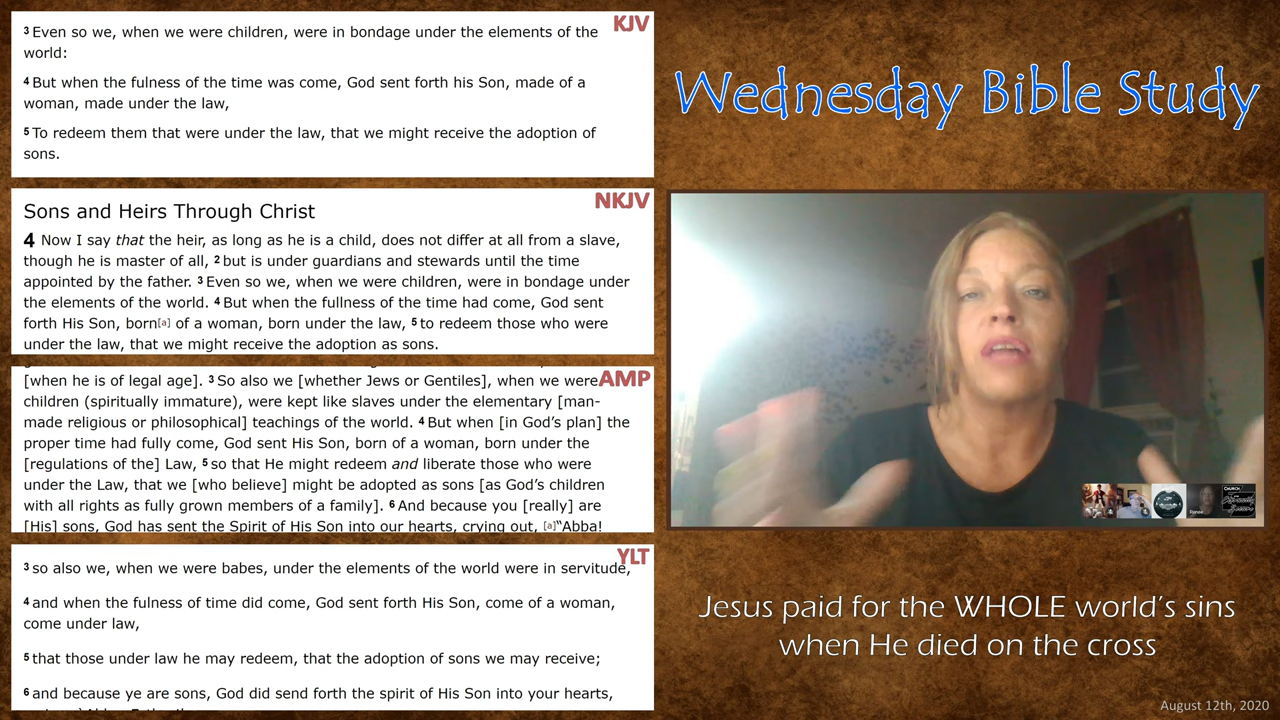 KJV
3 Even so we, when we were children, were in bondage under the elements of the
world:
4 But when the fulness of the time was come, God sent forth his Son, made of a
woman, made under the law,
5 To redeem them that were under the law, that we might receive the adoption of
sons.
NKJV
Sons and Heirs Through Christ
4 Now I say that the heir, as long as he is a child, does not differ at all from a slave,
though he is master of all, 2 but is under guardians and stewards until the time
appointed by the father. 3 Even so we, when we were children, were in bondage under
the elements of the world. 4 But when the fullness of the time had come, God sent
forth His Son, born[a] of a woman, born under the law, 5 to redeem those who were
under the law, that we might receive the adoption as sons.
AMP
[when he is of legal age]. 3 So also we [whether Jews or Gentiles], when we were
children (spiritually immature), were kept like slaves under the elementary [man-
made religious or philosophical] teachings of the world. 4 But when [in God's plan] the
proper time had fully come, God sent His Son, born of a woman, born under the
[regulations of the] Law, 5 so that He might redeem and liberate those who were
under the Law, that we [who believe] might be adopted as sons [as God's children
with all rights as fully grown members of a family]. 6 And because you [really] are
[His] sons, God has sent the Spirit of His Son into our hearts, crying out, [a]"Abba!
YLT
3 so also we, when we were babes, under the elements of the world were in servitude,
4 and when the fulness of time did come, God sent forth His Son, come of a woman,
come under law,
5 that those under law he may redeem, that the adoption of sons we may receive;
6 and because ye are sons, God did send forth the spirit of His Son into your hearts,
Wednesday Bible Study
CHURCH
Jesus paid for the WHOLE world's sins
when He died on the cross
August 12th, 2020